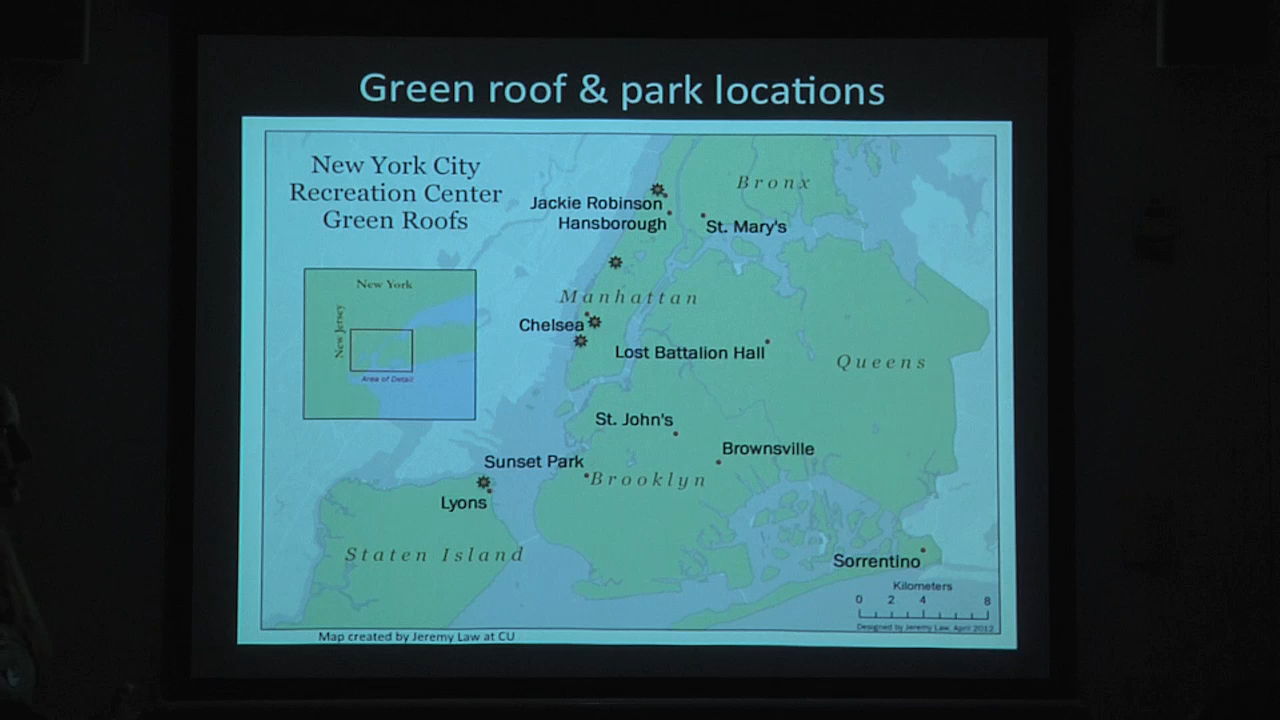 Green roof & park locations
New York City
Recreation Center
Green Roofs
Bronx
Jackie Robinson
Hansborough
St. Mary's
New York
New Jersey
Area of Detail
Manhattan
Chelsea
Lost Battalion Hall
Queens
St. John's
Brownsville
Sunset Park
Brooklyn
Lyons
Staten Island
Sorrentino
Kilometers
0 2 4 8
Designed by Jeremy Law, April 2012
Map created by Jeremy Law at CU